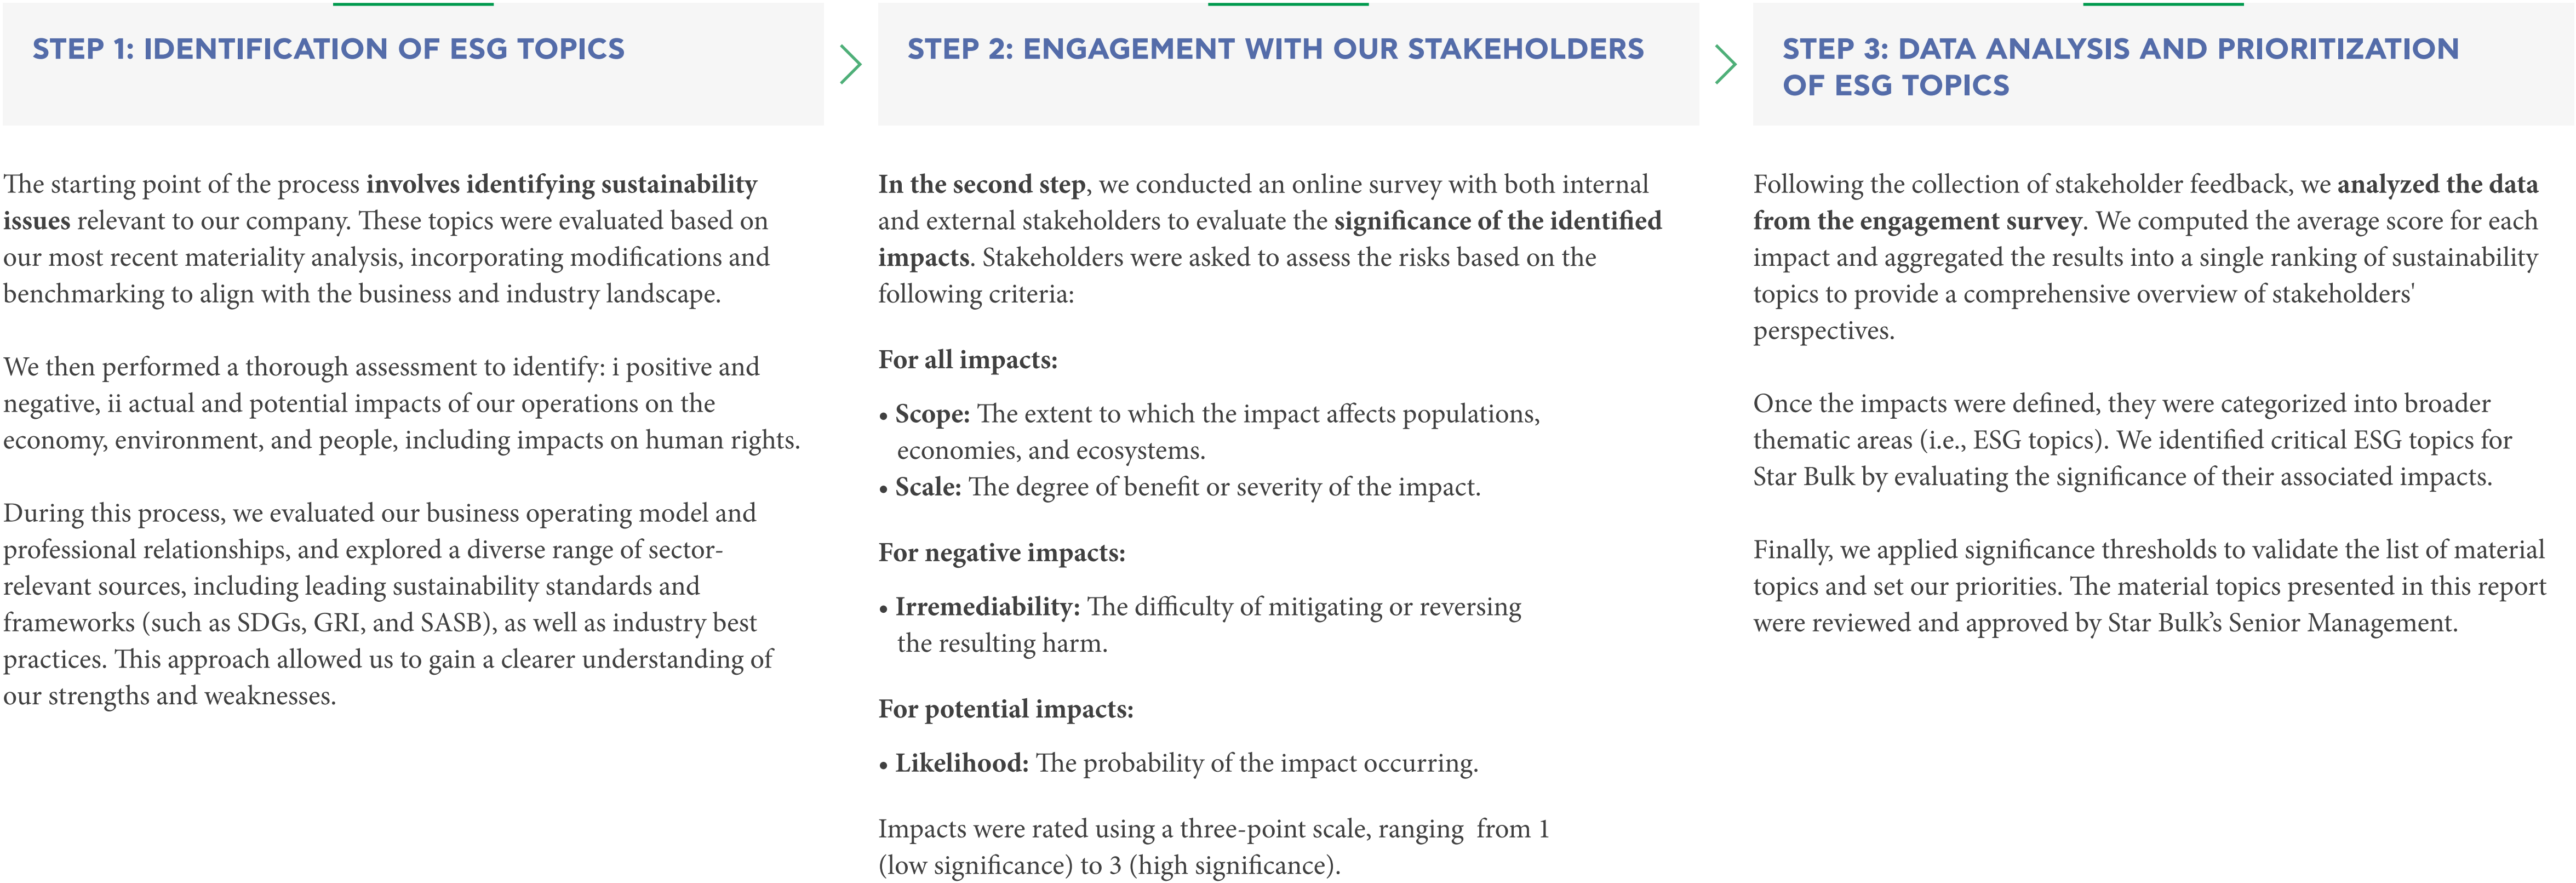 STEP 1: IDENTIFICATION OF ESG TOPICS
The starting point of the process involves identifying sustainability
issues relevant to our company. These topics were evaluated based on
our most recent materiality analysis, incorporating modifications and
benchmarking to align with the business and industry landscape.
We then performed a thorough assessment to identify: i positive and
negative, ii actual and potential impacts of our operations on the
economy, environment, and people, including impacts on human rights.
During this process, we evaluated our business operating model and
professional relationships, and explored a diverse range of sector-
relevant sources, including leading sustainability standards and
frameworks (such as SDGs, GRI, and SASB), as well as industry best
practices. This approach allowed us to gain a clearer understanding of
our strengths and weaknesses.
STEP 2: ENGAGEMENT WITH OUR STAKEHOLDERS
In the second step, we conducted an online survey with both internal
and external stakeholders to evaluate the significance of the identified
impacts. Stakeholders were asked to assess the risks based on the
following criteria:
For all impacts:
• Scope: The extent to which the impact affects populations,
economies, and ecosystems.
• Scale: The degree of benefit or severity of the impact.
For negative impacts:
• Irremediability: The difficulty of mitigating or reversing
the resulting harm.
For potential impacts:
• Likelihood: The probability of the impact occurring.
Impacts were rated using a three-point scale, ranging  from 1
(low significance) to 3 (high significance).
STEP 3: DATA ANALYSIS AND PRIORITIZATION
OF ESG TOPICS
Following the collection of stakeholder feedback, we analyzed the data
from the engagement survey. We computed the average score for each
impact and aggregated the results into a single ranking of sustainability
topics to provide a comprehensive overview of stakeholders'
perspectives.
Once the impacts were defined, they were categorized into broader
thematic areas (i.e., ESG topics). We identified critical ESG topics for
Star Bulk by evaluating the significance of their associated impacts.
Finally, we applied significance thresholds to validate the list of material
topics and set our priorities. The material topics presented in this report
were reviewed and approved by Star Bulk’s Senior Management.